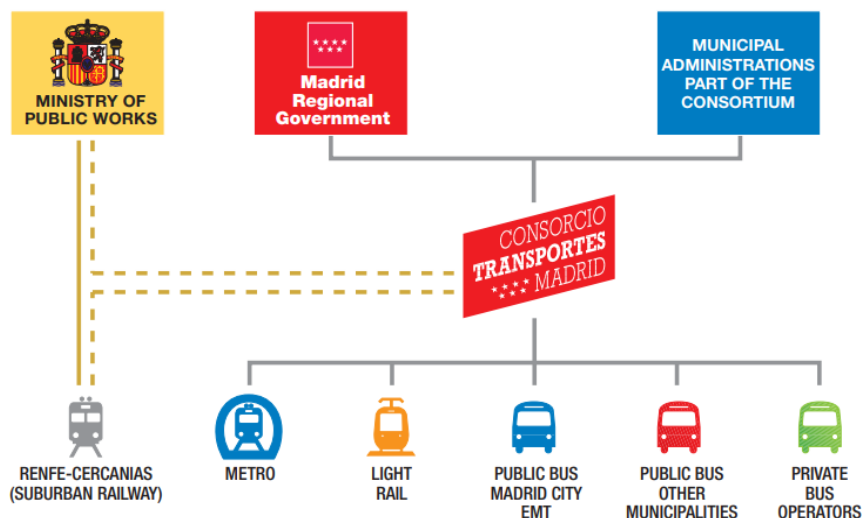 MINISTRY OF
PUBLIC WORKS
Madrid
Regional
Government
MUNICIPAL
ADMINISTRATIONS
PART OF THE
CONSORTIUM
CONSORCIO
TRANSPORTES
MADRID
RENFE-CERCANIAS
(SUBURBAN RAILWAY)
METRO
LIGHT
RAIL
PUBLIC BUS
MADRID CITY
EMT
PUBLIC BUS
OTHER
MUNICIPALITIES
PRIVATE
BUS
OPERATORS